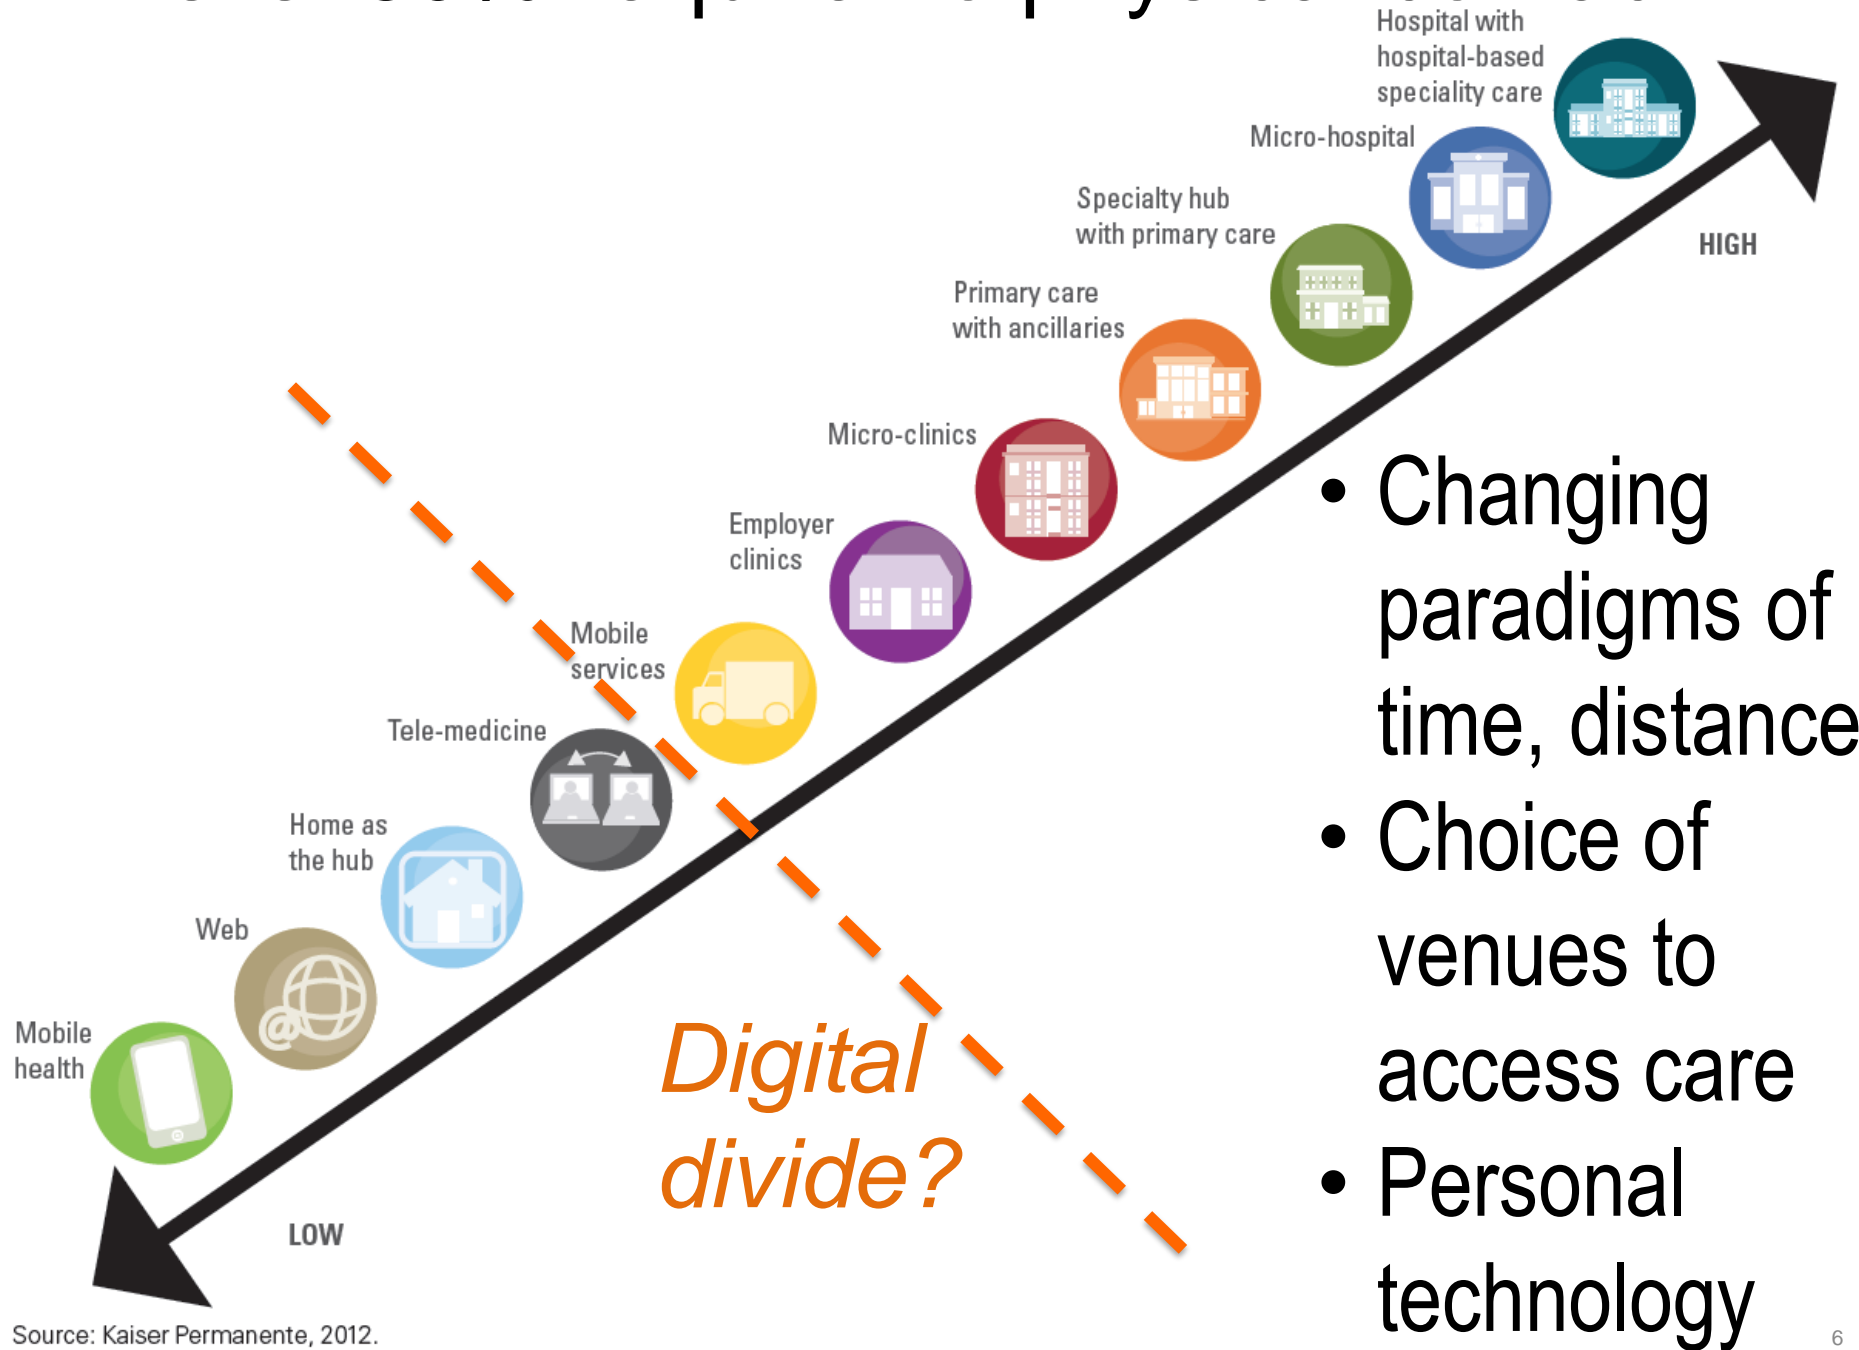 Hospital with
hospital-based
speciality care
Micro-hospital
HIGH
Specialty hub
with primary care
Primary care
with ancillaries
Micro-clinics
Employer
clinics
Mobile
services
Tele-medicine
Home as
the hub
Web
@
Mobile
health
LOW
Digital
divide?
• Changing
paradigms of
time, distance
• Choice of
venues to
access care
• Personal
technology
Source: Kaiser Permanente, 2012.
6